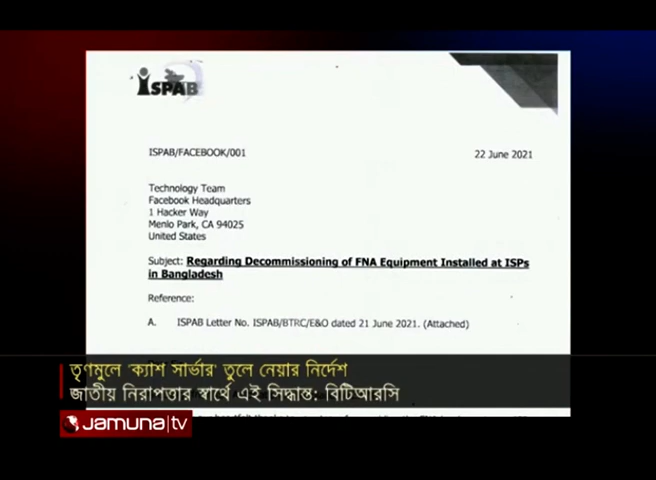 ISPAB
ISPAB/FACEBOOK/001
22 June 2021
Technology Team
Facebook Headquarters
1 Hacker Way
Menlo Park, CA 94025
United States
Subject: Regarding Decommissioning of FNA Equipment Installed at ISPs
in Bangladesh
Reference:
A. ISPAB Letter No. ISPAB/BTRC/E&O dated 21 June 2021. (Attached)
তৃণমুলে 'ক্যাশ সার্ভার' তুলে নেয়ার নির্দেশ
জাতীয় নিরাপত্তার স্বার্থে এই সিদ্ধান্ত: বিটিআরসি
Jamuna|tv